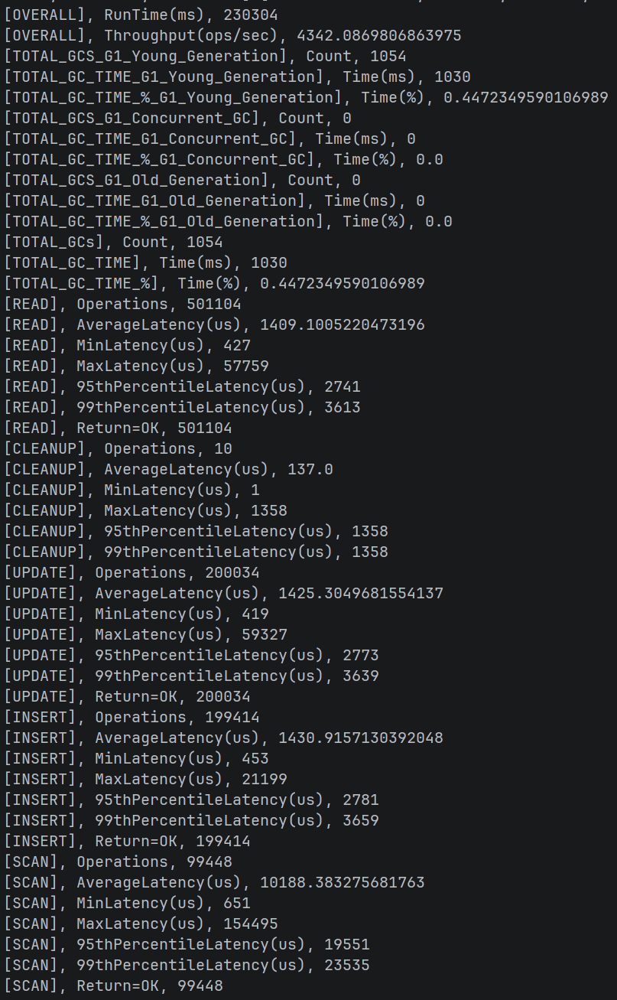 [OVERALL], RunTime(ms), 230304
[OVERALL], Throughput(ops/sec), 4342.0869806863975
[TOTAL_GCS_G1_Young_Generation], Count, 1054
[TOTAL_GC_TIME_G1_Young_Generation], Time(ms), 1030
[TOTAL_GC_TIME_%_G1_Young_Generation], Time(%), 0.4472349590106989
[TOTAL_GCS_G1_Concurrent_GC], Count, 0
[TOTAL_GC_TIME_G1_Concurrent_GC], Time(ms), 0
[TOTAL_GC_TIME_%_G1_Concurrent_GC], Time(%), 0.0
[TOTAL_GCS_G1_Old_Generation], Count, 0
[TOTAL_GC_TIME_G1_Old_Generation], Time(ms), 0
[TOTAL_GC_TIME_%_G1_Old_Generation], Time(%), 0.0
[TOTAL_GCs], Count, 1054
[TOTAL_GC_TIME], Time(ms), 1030
[TOTAL_GC_TIME_%], Time(%), 0.4472349590106989
[READ], Operations, 501104
[READ], AverageLatency(us), 1409.1005220473196
[READ], MinLatency(us), 427
[READ], MaxLatency(us), 57759
[READ], 95thPercentileLatency(us), 2741
[READ], 99thPercentileLatency(us), 3613
[READ], Return=OK, 501104
[CLEANUP], Operations, 10
[CLEANUP], AverageLatency(us), 137.0
[CLEANUP], MinLatency(us), 1
[CLEANUP], MaxLatency(us), 1358
[CLEANUP], 95thPercentileLatency(us), 1358
[CLEANUP], 99thPercentileLatency(us), 1358
[UPDATE], Operations, 200034
[UPDATE], AverageLatency(us), 1425.3049681554137
[UPDATE], MinLatency(us), 419
[UPDATE], MaxLatency(us), 59327
[UPDATE], 95thPercentileLatency(us), 2773
[UPDATE], 99thPercentileLatency(us), 3639
[UPDATE], Return=OK, 200034
[INSERT], Operations, 199414
[INSERT], AverageLatency(us), 1430.9157130392048
[INSERT], MinLatency(us), 453
[INSERT], MaxLatency(us), 21199
[INSERT], 95thPercentileLatency(us), 2781
[INSERT], 99thPercentileLatency(us), 3659
[INSERT], Return=OK, 199414
[SCAN], Operations, 99448
[SCAN], AverageLatency(us), 10188.383275681763
[SCAN], MinLatency(us), 651
[SCAN], MaxLatency(us), 154495
[SCAN], 95thPercentileLatency(us), 19551
[SCAN], 99thPercentileLatency(us), 23535
[SCAN], Return=OK, 99448